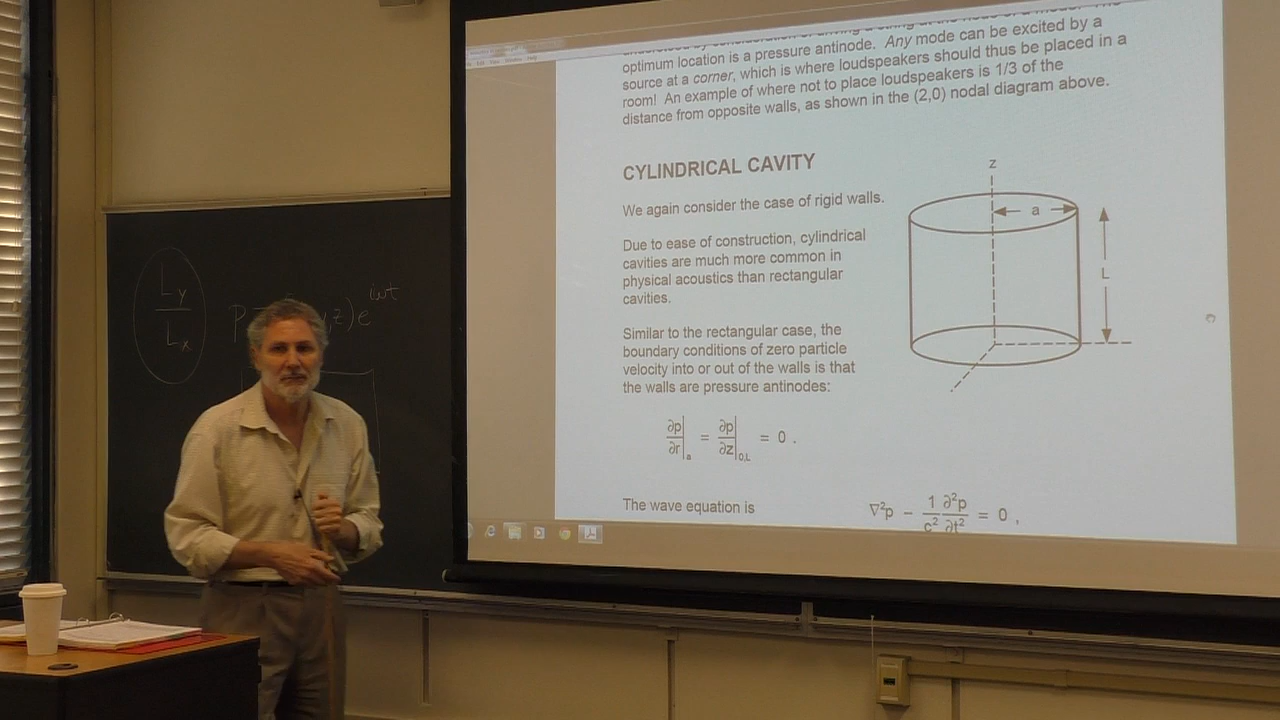 optimum location is a pressure antinode. Any mode can be excited by a
source at a corner, which is where loudspeakers should thus be placed in a
room! An example of where not to place loudspeakers is 1/3 of the
distance from opposite walls, as shown in the (2,0) nodal diagram above.
CYLINDRICAL CAVITY
We again consider the case of rigid walls.
Due to ease of construction, cylindrical
cavities are much more common in
physical acoustics than rectangular
cavities.
Similar to the rectangular case, the
boundary conditions of zero particle
velocity into or out of the walls is that
the walls are pressure antinodes:
∂p/∂r|a = ∂p/∂z|0,L = 0 .
The wave equation is
∇²p − 1/c² ∂²p/∂t² = 0 ,
z
a
L
Ly
Lx
p
,z)e^iωt